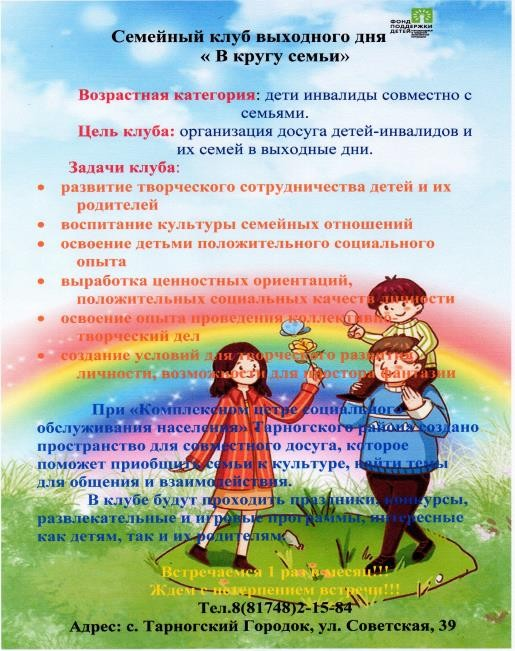 Семейный клуб выходного дня
« В кругу семьи»
ФОНД
ПОДДЕРЖКИ
ДЕТЕЙ
Возрастная категория: дети инвалиды совместно с
семьями.
Цель клуба: организация досуга детей-инвалидов и
их семей в выходные дни.
Задачи клуба:
• развитие творческого сотрудничества детей и их
родителей
• воспитание культуры семейных отношений
• освоение детьми положительного социального
опыта
• выработка ценностных ориентаций,
положительных социальных качеств личности
• освоение опыта проведения коллективно-
творческий дел
• создание условий для творческого развития
личности, возможности для простора фантазии
При «Комплексном цетре социального
обслуживания населения» Тарногского района создано
пространство для совместного досуга, которое
поможет приобщить семьи к культуре, найти темы
для общения и взаимодействия.
В клубе будут проходить праздники, конкурсы,
развлекательные и игровые программы, интересные
как детям, так и их родителям.
Встречаемся 1 раз в месяц!!!
Ждем с нетерпением встречи!!!
Тел.8(81748)2-15-84
Адрес: с. Тарногский Городок, ул. Советская, 39